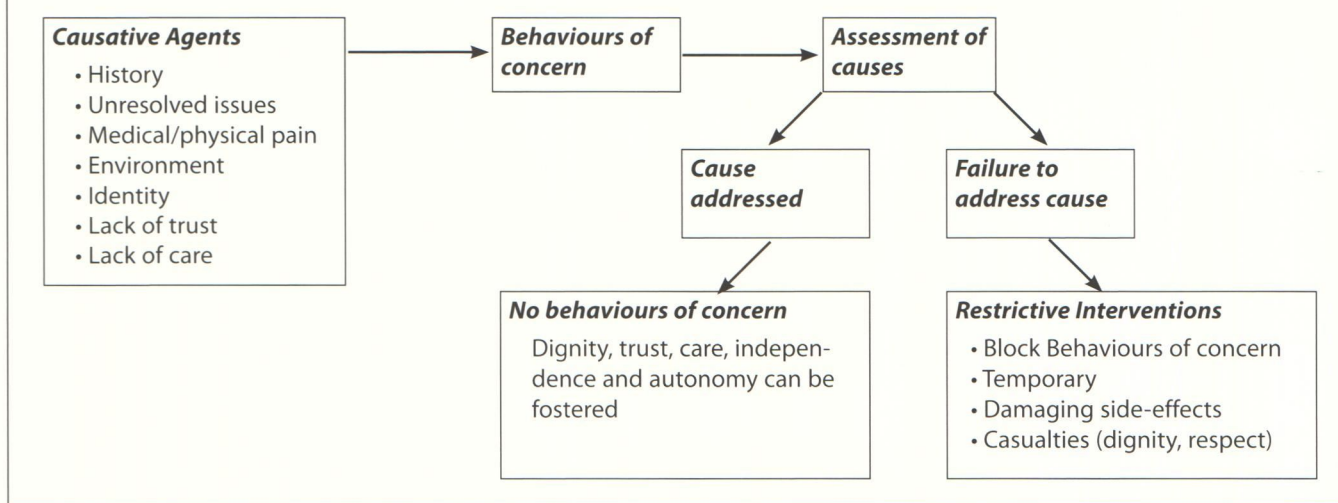 Causative Agents
• History
• Unresolved issues
• Medical/physical pain
• Environment
• Identity
• Lack of trust
• Lack of care
Behaviours of
concern
Assessment of
causes
Cause
addressed
Failure to
address cause
No behaviours of concern
Dignity, trust, care, indepen-
dence and autonomy can be
fostered
Restrictive Interventions
• Block Behaviours of concern
• Temporary
• Damaging side-effects
• Casualties (dignity, respect)